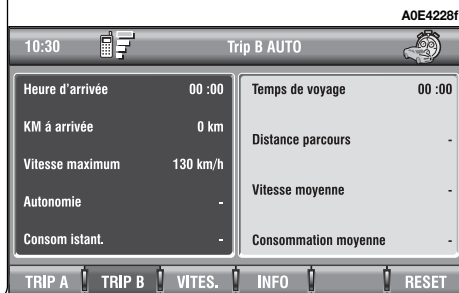 A0E4228f
10:30 Trip B AUTO
Heure d'arrivée 00 :00
KM á arrivée 0 km
Vitesse maximum 130 km/h
Autonomie -
Consom istant. -
Temps de voyage 00 :00
Distance parcours -
Vitesse moyenne -
Consommation moyenne -
TRIP A TRIP B VITES. INFO RESET